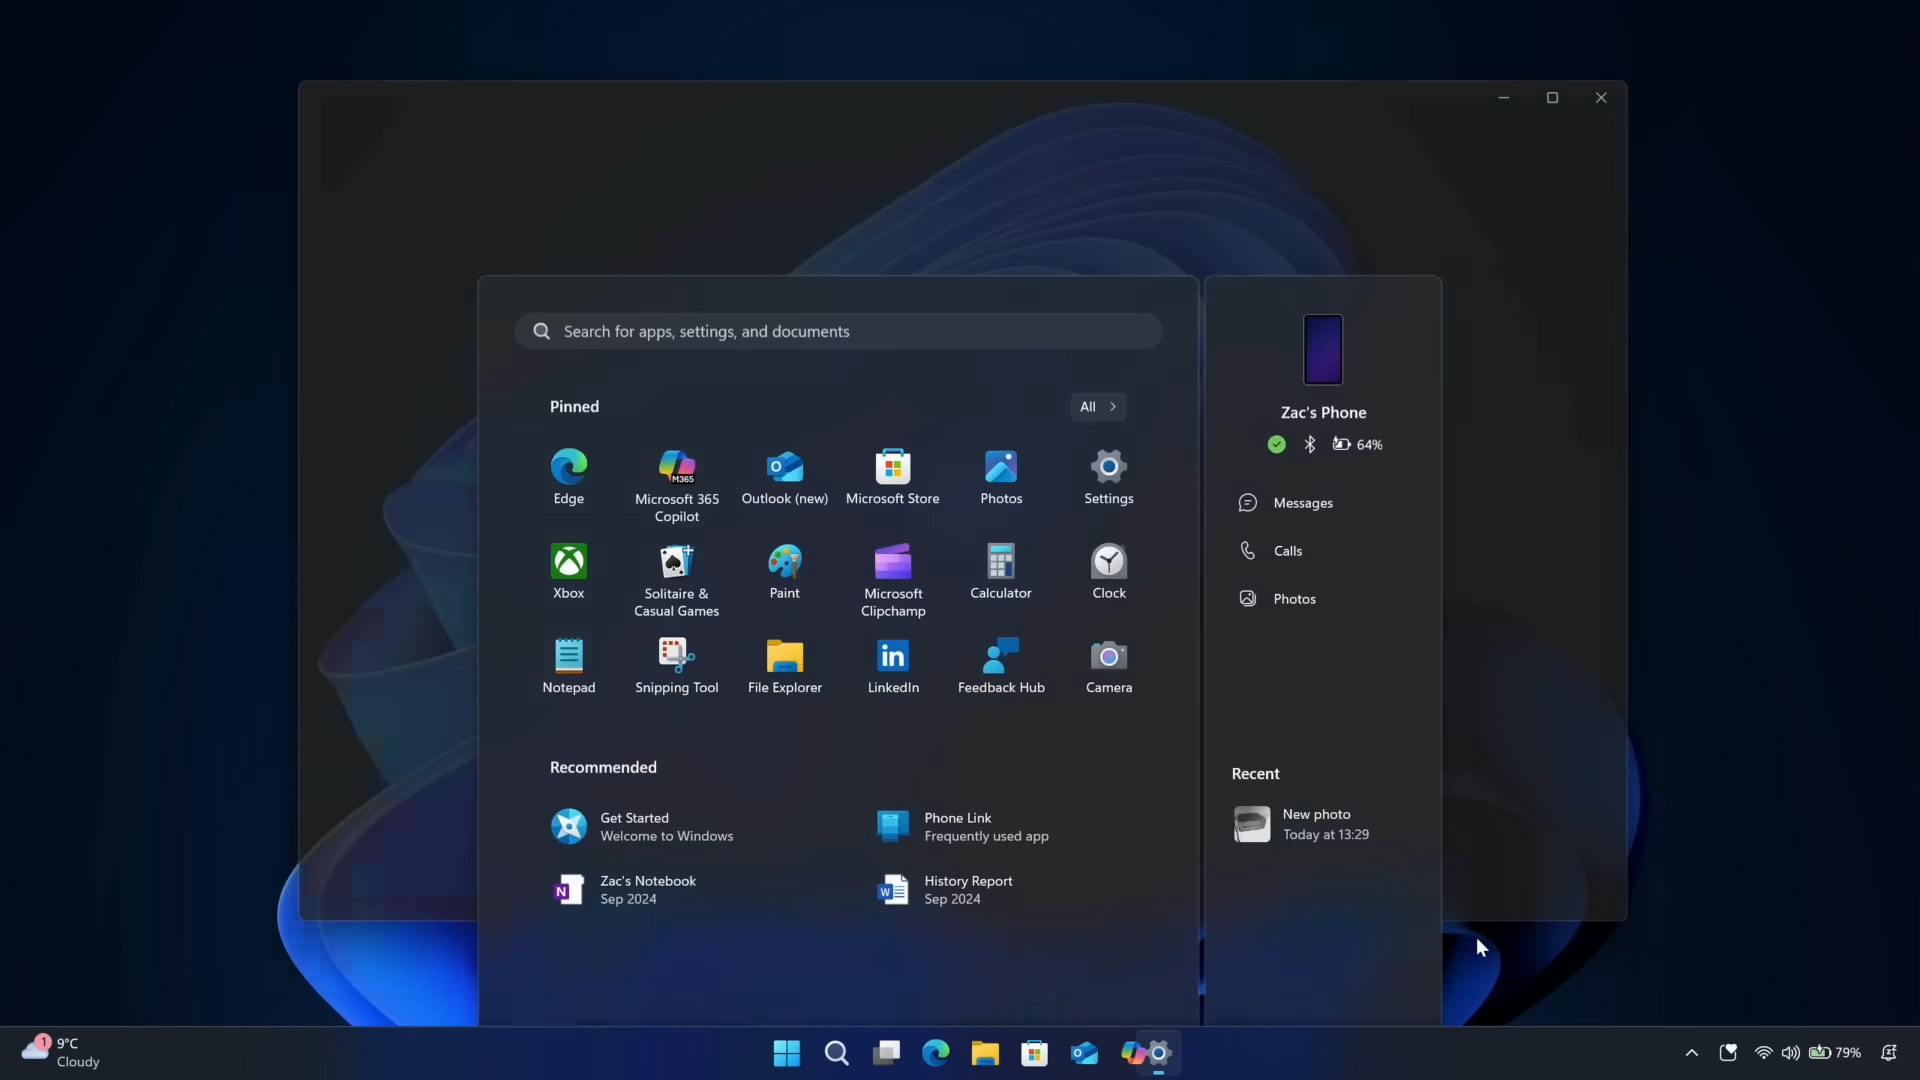 Search for apps, settings, and documents
Pinned
All
Edge
Microsoft 365
Copilot
M365
Outlook (new)
Microsoft Store
Photos
Settings
Xbox
Solitaire &
Casual Games
Paint
Microsoft
Clipchamp
Calculator
Clock
Notepad
Snipping Tool
File Explorer
LinkedIn
Feedback Hub
Camera
Recommended
Get Started
Welcome to Windows
Phone Link
Frequently used app
Zac's Notebook
Sep 2024
History Report
Sep 2024
Zac's Phone
64%
Messages
Calls
Photos
Recent
New photo
Today at 13:29
1
9°C
Cloudy
79%